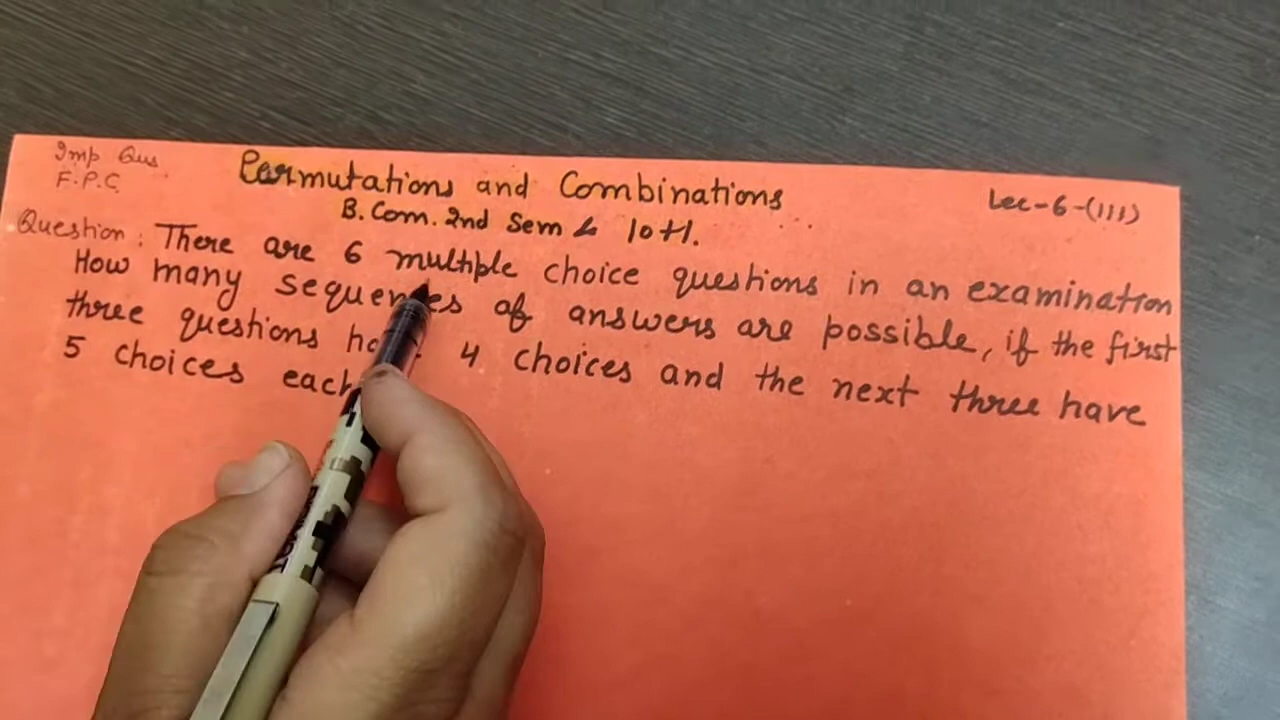 Imp Qus
F.P.C
Permutations and Combinations
Lec-6-(111)
B. Com. 2nd Sem & 10+1.
Question: There are 6 multiple choice questions in an examination
How many sequences of answers are possible, if the first
three questions 4 choices and the next three have
5 choices each